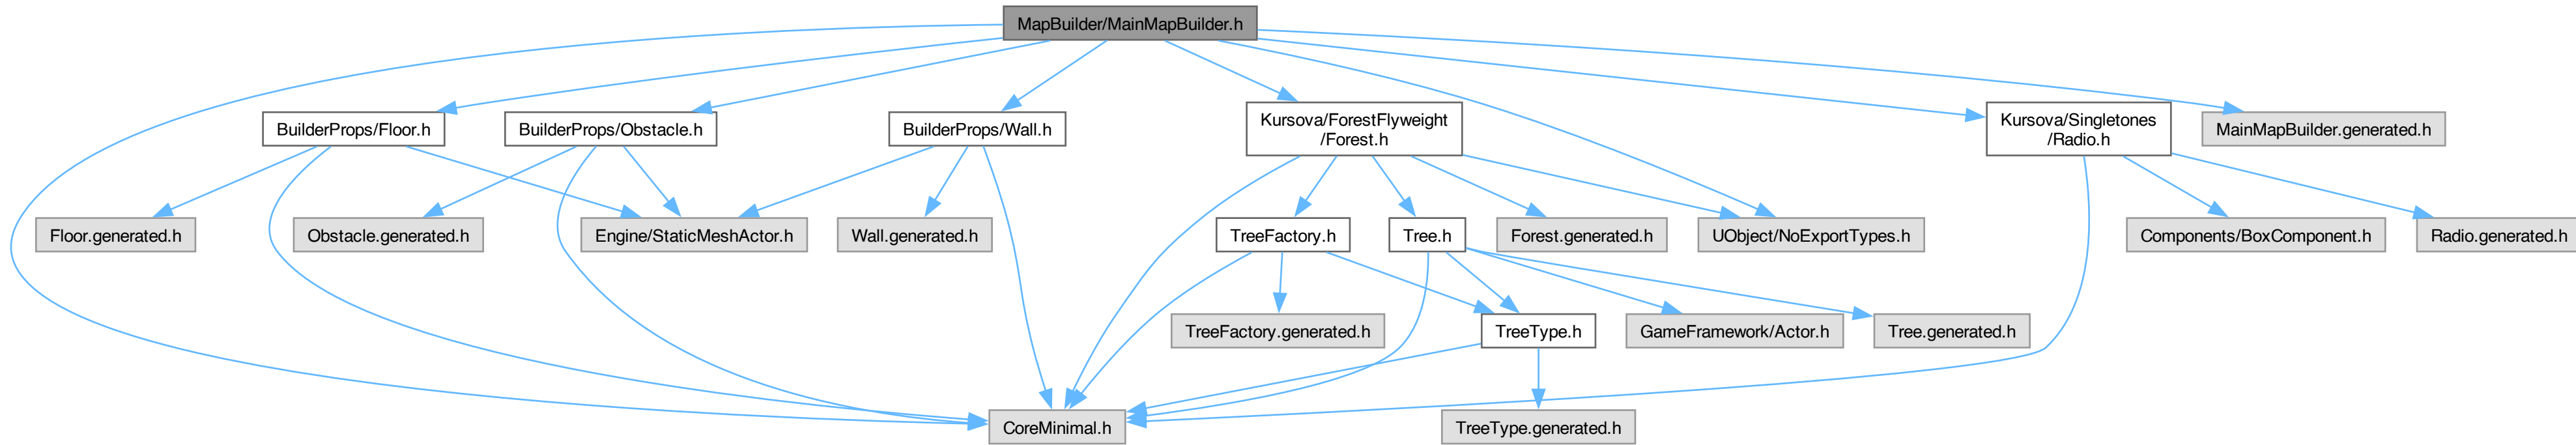 MapBuilder/MainMapBuilder.h
BuilderProps/Floor.h
BuilderProps/Obstacle.h
BuilderProps/Wall.h
Kursova/ForestFlyweight
/Forest.h
Kursova/Singletones
/Radio.h
MainMapBuilder.generated.h
Floor.generated.h
Obstacle.generated.h
Engine/StaticMeshActor.h
Wall.generated.h
TreeFactory.h
Tree.h
Forest.generated.h
UObject/NoExportTypes.h
Components/BoxComponent.h
Radio.generated.h
TreeFactory.generated.h
TreeType.h
GameFramework/Actor.h
Tree.generated.h
CoreMinimal.h
TreeType.generated.h